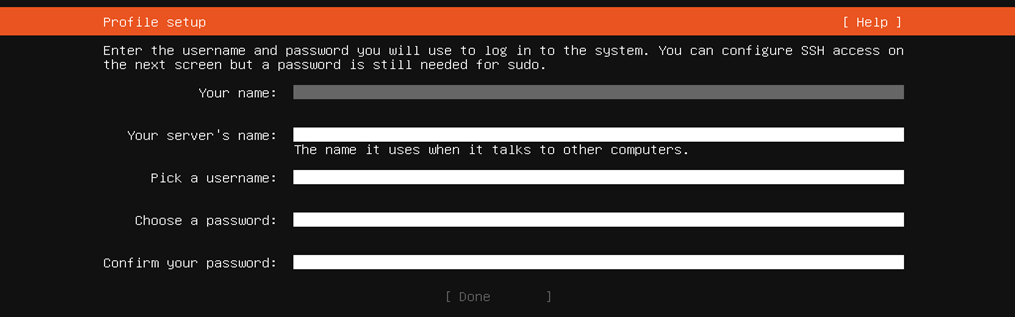 Profile setup [ Help ]
Enter the username and password you will use to log in to the system. You can configure SSH access on
the next screen but a password is still needed for sudo.
Your name:
Your server's name:
The name it uses when it talks to other computers.
Pick a username:
Choose a password:
Confirm your password:
[ Done ]